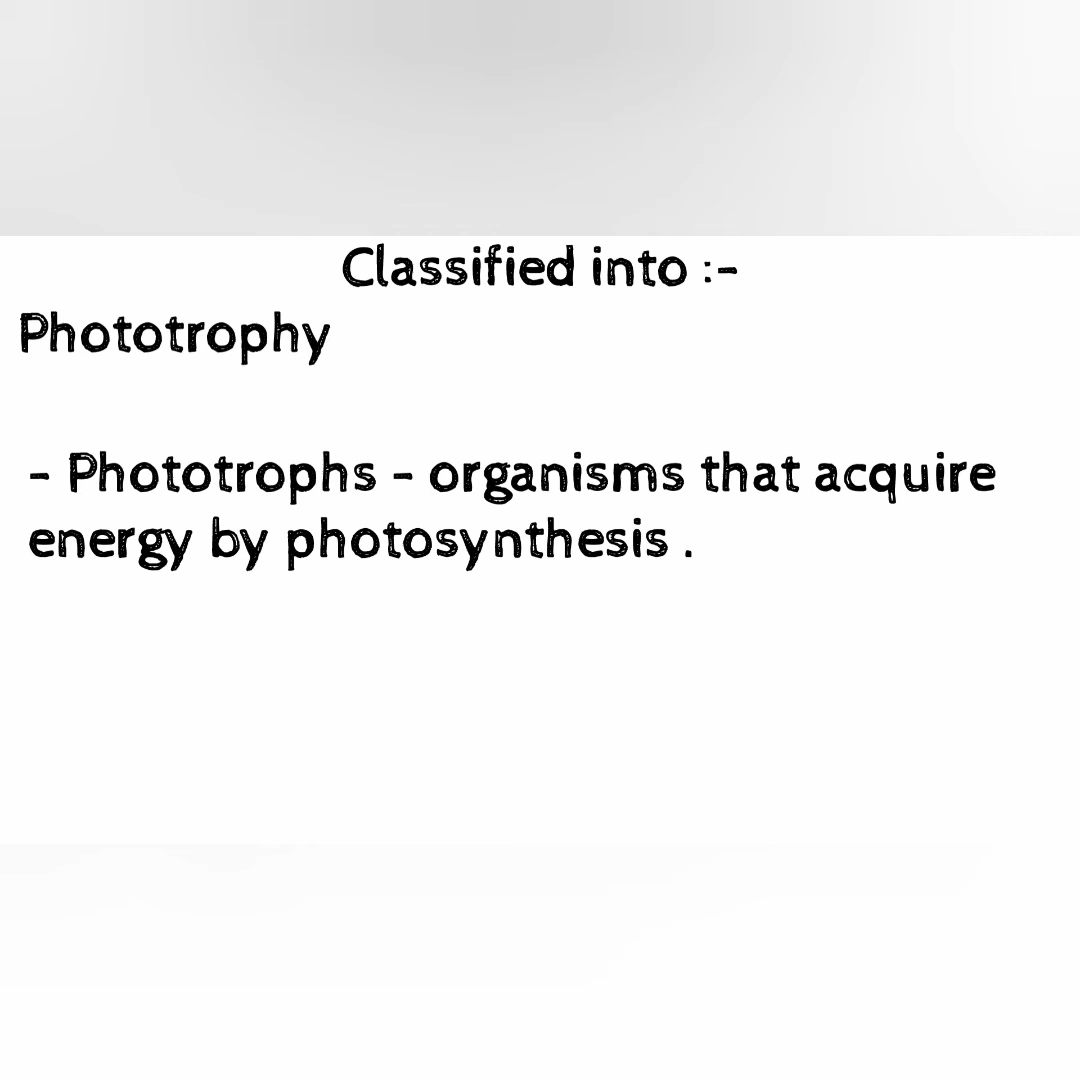 Classified into :-
Phototrophy
- Phototrophs - organisms that acquire
energy by photosynthesis .